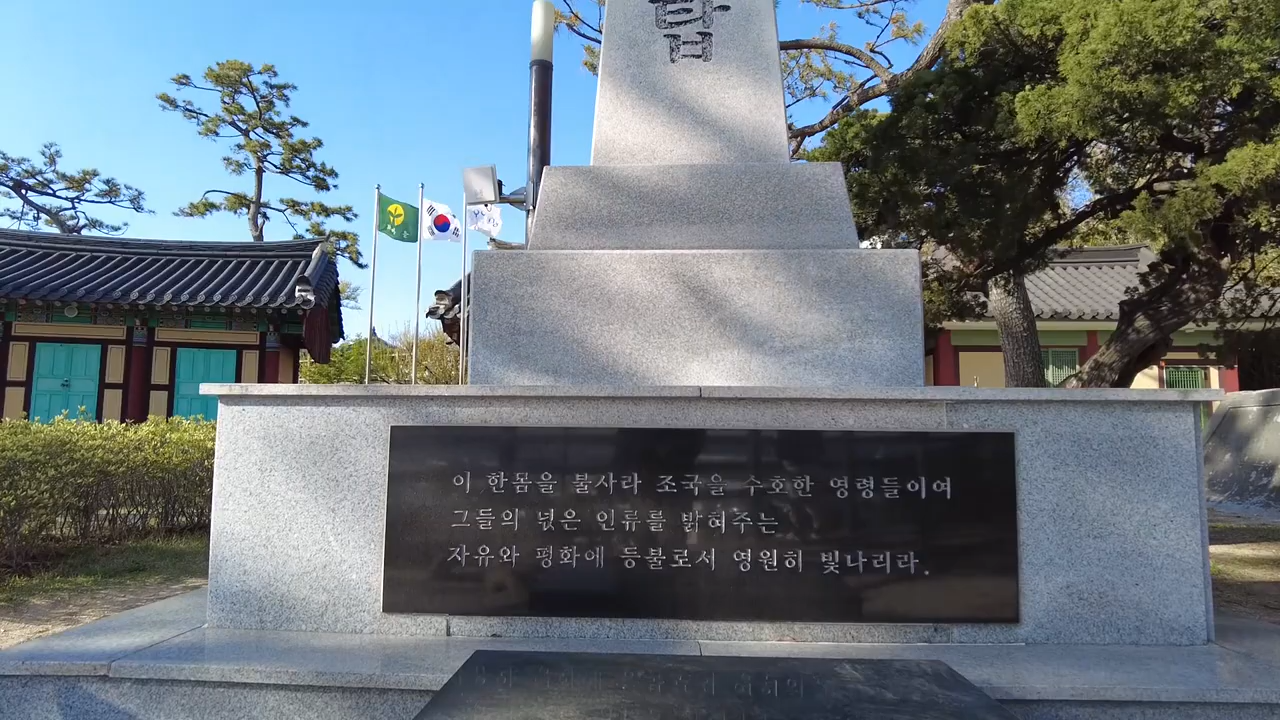 탑
이 한몸을 불사라 조국을 수호한 영령들이여
그들의 넋은 인류를 밝혀주는
자유와 평화에 등불로서 영원히 빛나리라.